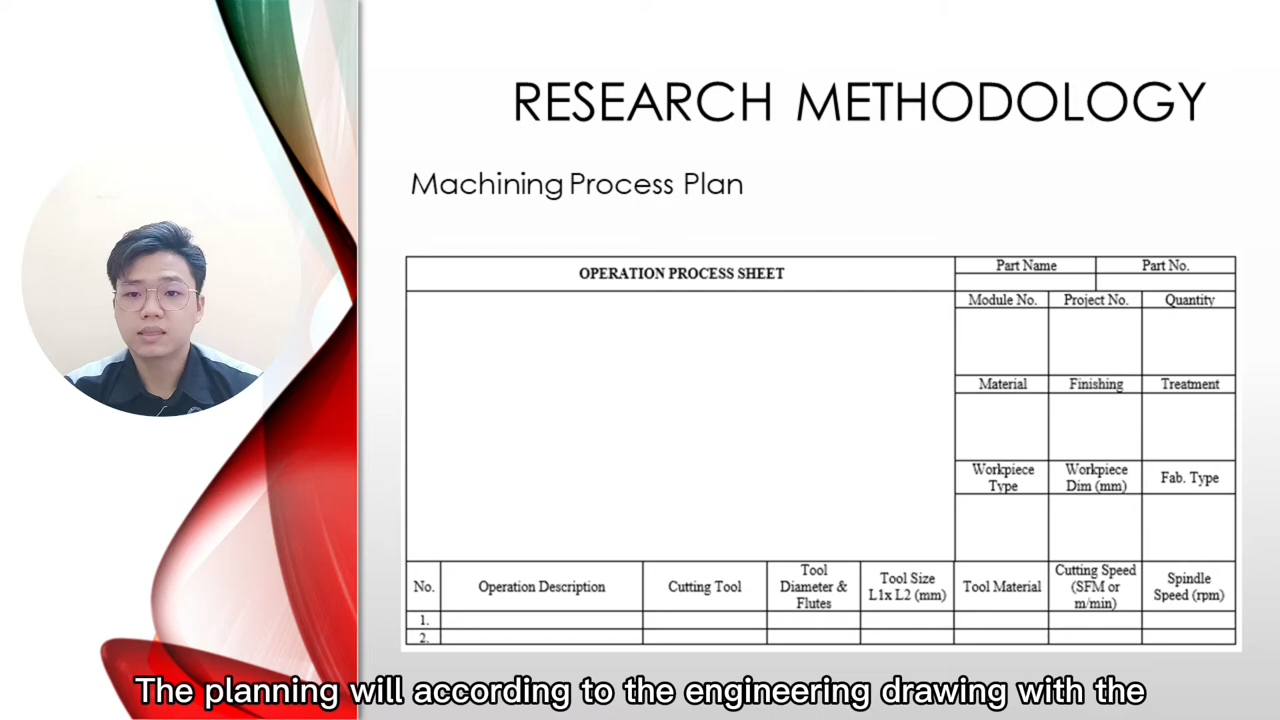 RESEARCH METHODOLOGY
Machining Process Plan
OPERATION PROCESS SHEET
Part Name
Part No.
Module No.
Project No.
Quantity
Material
Finishing
Treatment
Workpiece
Type
Workpiece
Dim (mm)
Fab. Type
No.
Operation Description
Cutting Tool
Tool
Diameter &
Flutes
Tool Size
L1x L2 (mm)
Tool Material
Cutting Speed
(SFM or
m/min)
Spindle
Speed (rpm)
1.
2.
The planning will according to the engineering drawing with the